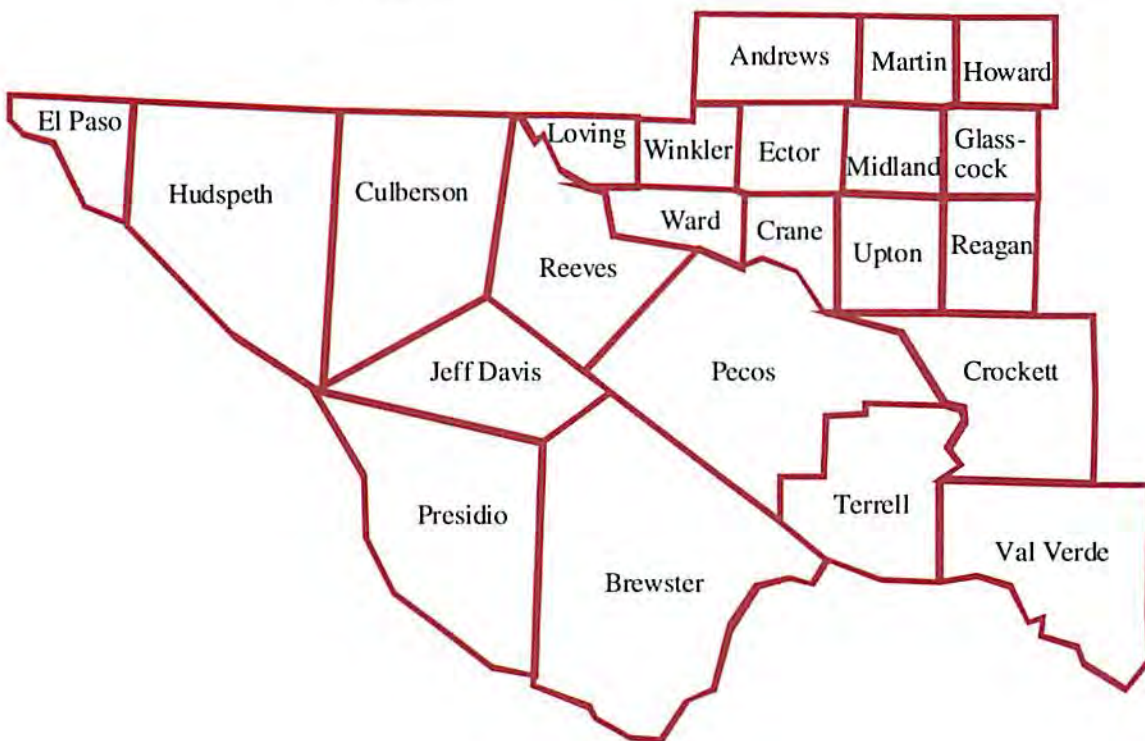 Andrews
Martin
Howard
El Paso
Loving
Winkler
Ector
Midland
Glass-
cock
Hudspeth
Culberson
Ward
Crane
Upton
Reagan
Reeves
Jeff Davis
Pecos
Crockett
Presidio
Terrell
Val Verde
Brewster